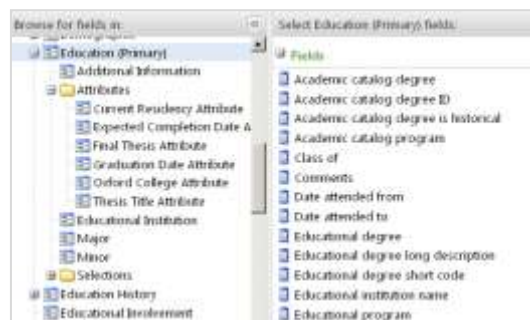 Browse for fields in:
Demographics
Education (Primary)
Additional Information
Attributes
Current Residency Attribute
Expected Completion Date A
Final Thesis Attribute
Graduation Date Attribute
Oxford College Attribute
Thesis Title Attribute
Educational Institution
Major
Minor
Selections
Education History
Educational Involvement
Select Education (Primary) fields:
Fields
Academic catalog degree
Academic catalog degree ID
Academic catalog degree is historical
Academic catalog program
Class of
Comments
Date attended from
Date attended to
Educational degree
Educational degree long description
Educational degree short code
Educational institution name
Educational program